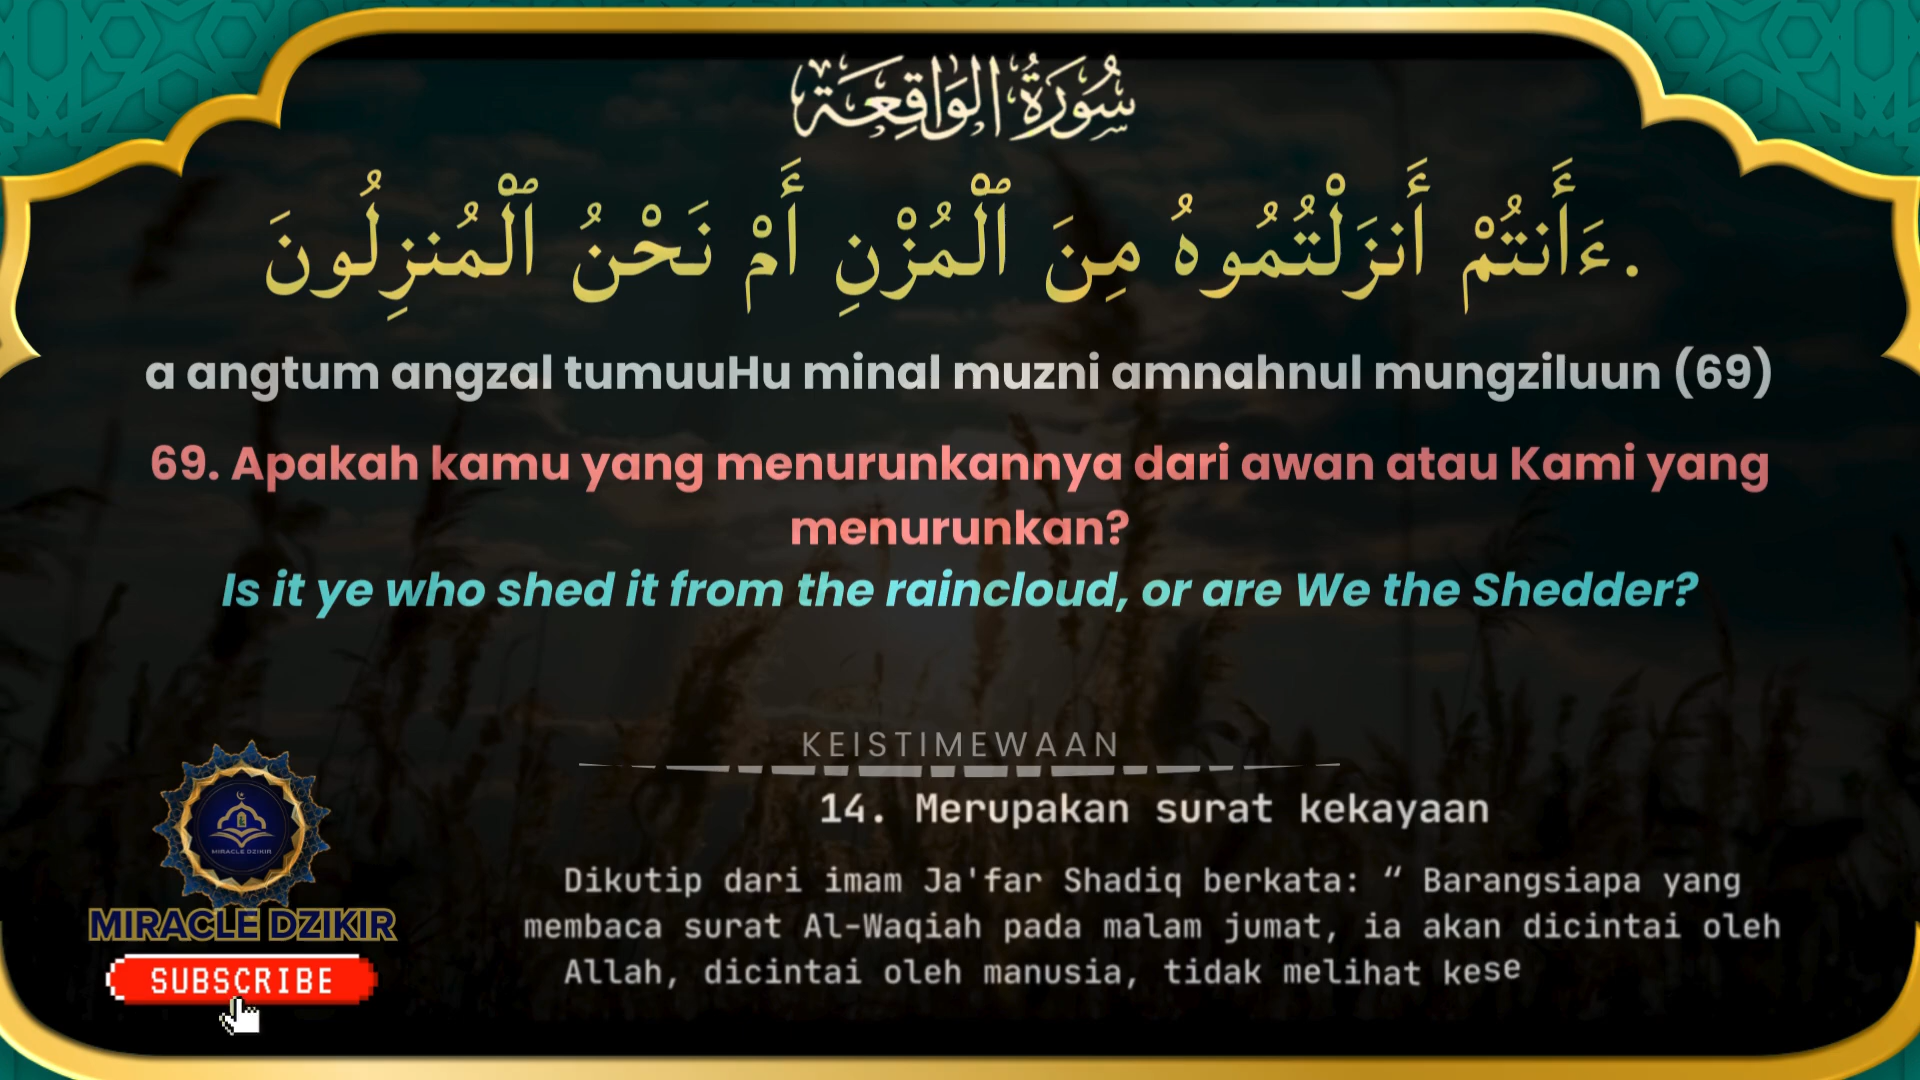 سُورَةُ الوَاقِعَة
.ءَأَنتُمْ أَنزَلْتُمُوهُ مِنَ ٱلْمُزْنِ أَمْ نَحْنُ ٱلْمُنزِلُونَ
a angtum angzal tumuuHu minal muzni amnahnul mungziluun (69)
69. Apakah kamu yang menurunkannya dari awan atau Kami yang
menurunkan?
Is it ye who shed it from the raincloud, or are We the Shedder?
KEISTIMEWAAN
14. Merupakan surat kekayaan
Dikutip dari imam Ja'far Shadiq berkata: “ Barangsiapa yang
membaca surat Al-Waqiah pada malam jumat, ia akan dicintai oleh
Allah, dicintai oleh manusia, tidak melihat kese
MIRACLE DZIKIR
MIRACLE DZIKIR
SUBSCRIBE